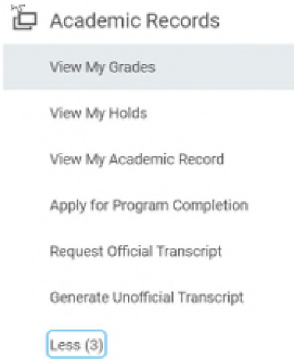 Academic Records
View My Grades
View My Holds
View My Academic Record
Apply for Program Completion
Request Official Transcript
Generate Unofficial Transcript
Less (3)